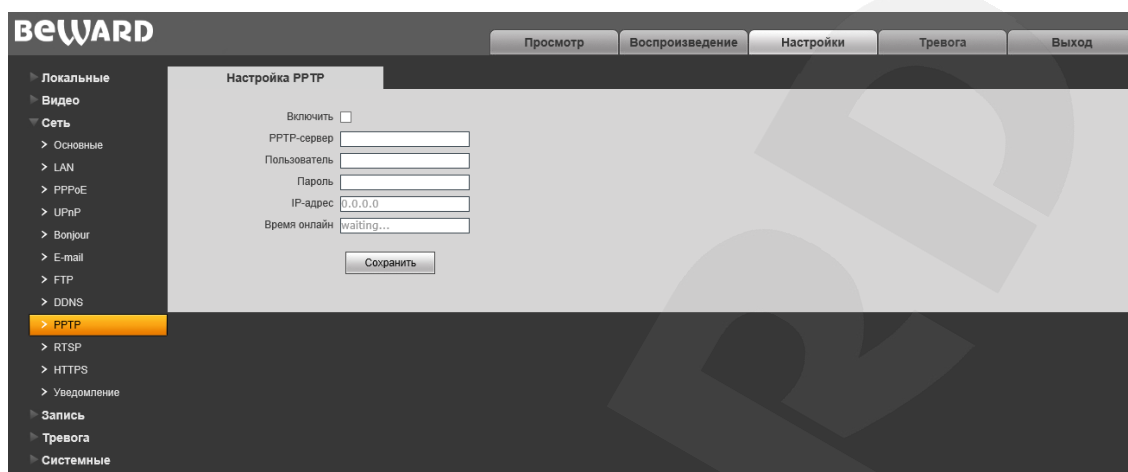 BEWARD
Просмотр
Воспроизведение
Настройки
Тревога
Выход
Локальные
Видео
Сеть
Основные
LAN
PPPoE
UPnP
Bonjour
E-mail
FTP
DDNS
PPTP
RTSP
HTTPS
Уведомление
Запись
Тревога
Системные
Настройка PPTP
Включить
PPTP-сервер
Пользователь
Пароль
IP-адрес 0.0.0.0
Время онлайн waiting...
Сохранить